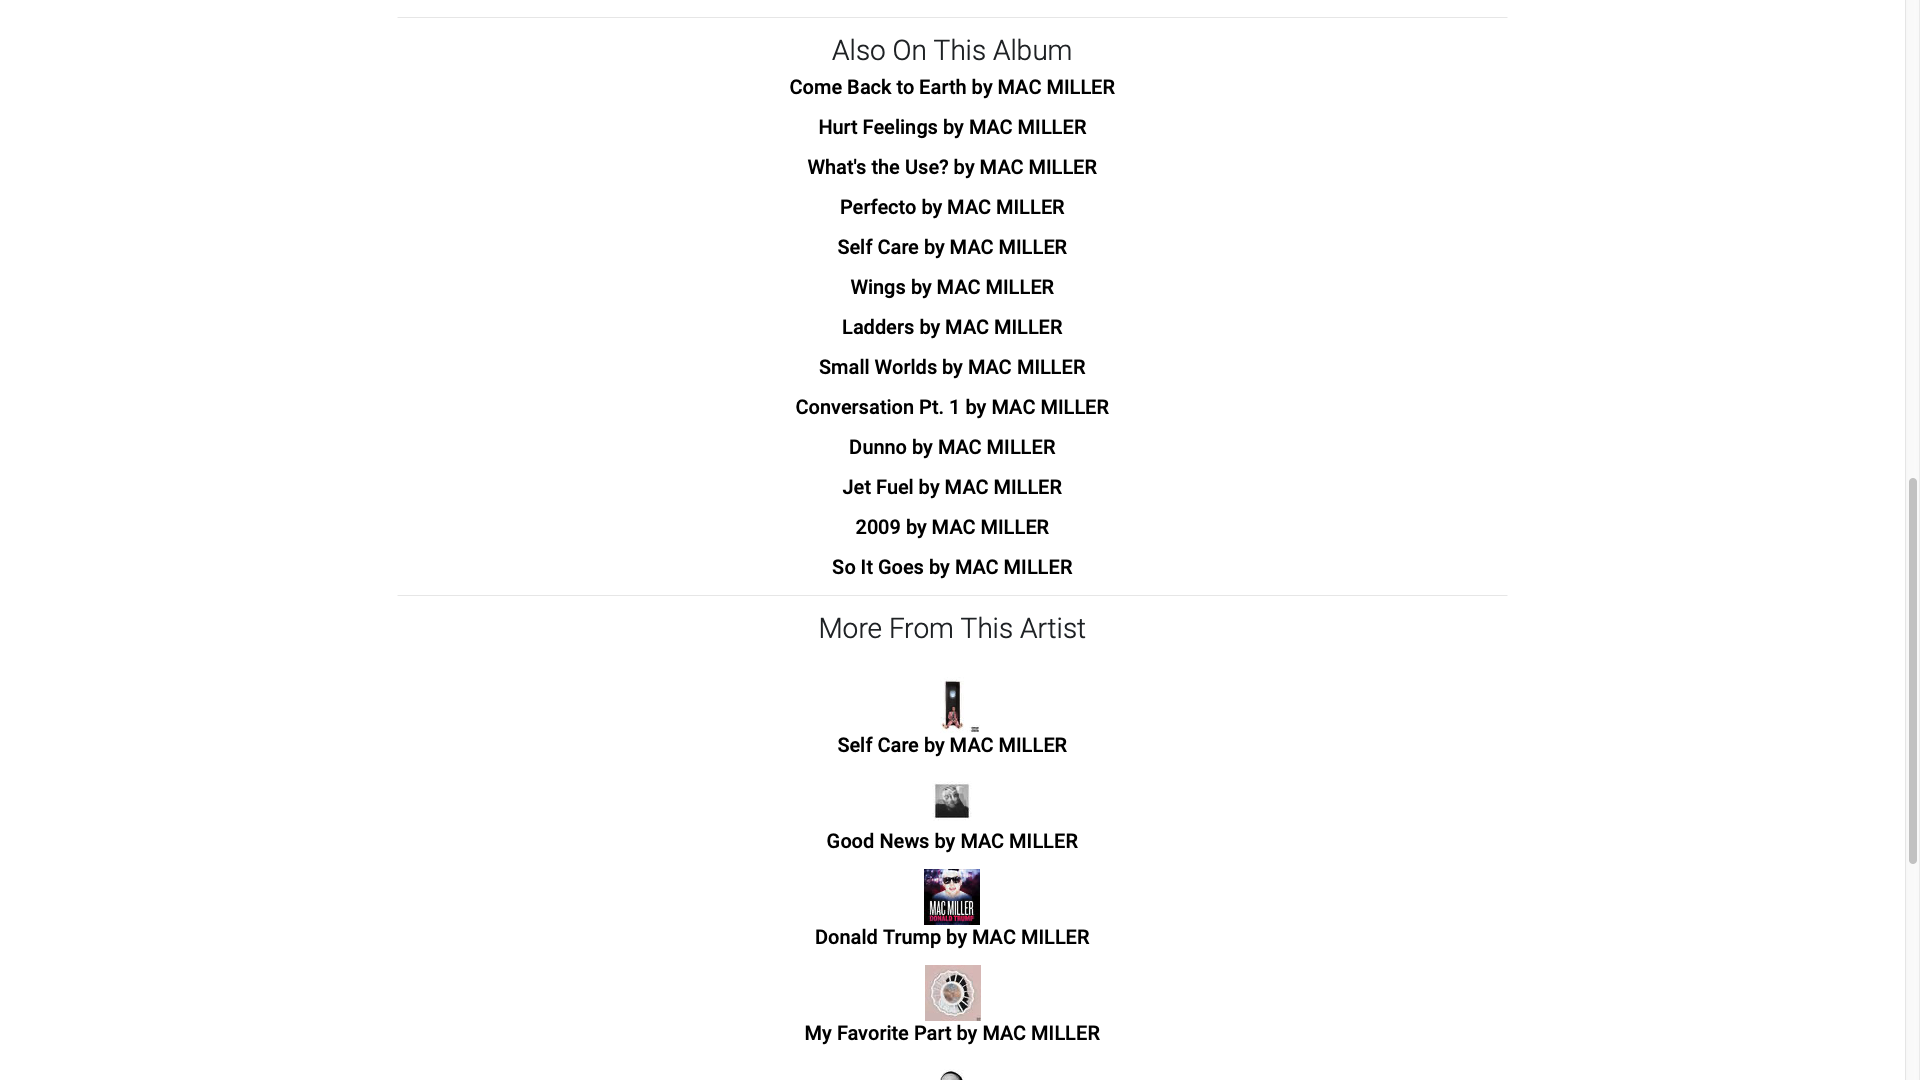 Also On This Album
Come Back to Earth by MAC MILLER
Hurt Feelings by MAC MILLER
What's the Use? by MAC MILLER
Perfecto by MAC MILLER
Self Care by MAC MILLER
Wings by MAC MILLER
Ladders by MAC MILLER
Small Worlds by MAC MILLER
Conversation Pt. 1 by MAC MILLER
Dunno by MAC MILLER
Jet Fuel by MAC MILLER
2009 by MAC MILLER
So It Goes by MAC MILLER
More From This Artist
Self Care by MAC MILLER
Good News by MAC MILLER
MAC MILLER
DONALD TRUMP
Donald Trump by MAC MILLER
My Favorite Part by MAC MILLER